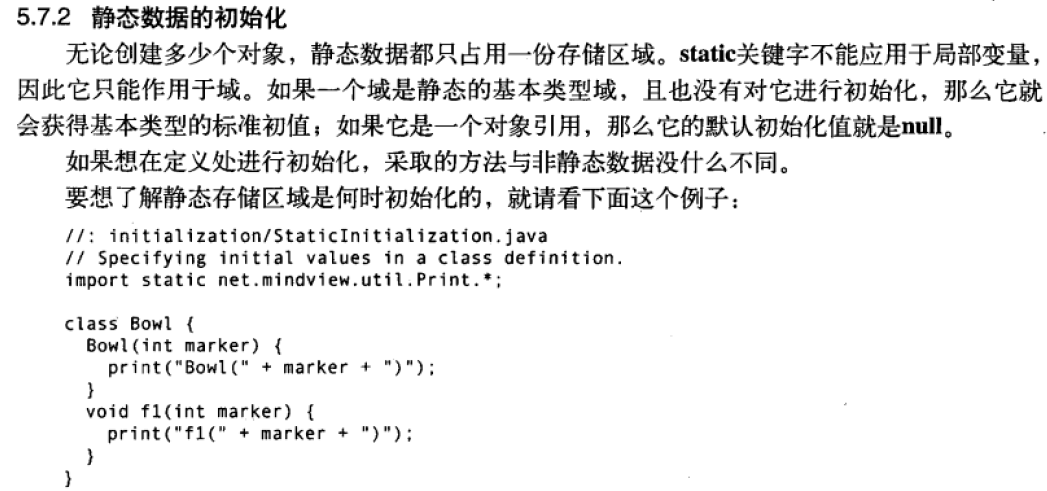 5.7.2 静态数据的初始化
无论创建多少个对象，静态数据都只占用一份存储区域。static关键字不能应用于局部变量，
因此它只能作用于域。如果一个域是静态的基本类型域，且也没有对它进行初始化，那么它就
会获得基本类型的标准初值；如果它是一个对象引用，那么它的默认初始化值就是null。
如果想在定义处进行初始化，采取的方法与非静态数据没什么不同。
要想了解静态存储区域是何时初始化的，就请看下面这个例子：
//: initialization/StaticInitialization.java
// Specifying initial values in a class definition.
import static net.mindview.util.Print.*;
class Bowl {
Bowl(int marker) {
print("Bowl(" + marker + ")");
}
void f1(int marker) {
print("f1(" + marker + ")");
}
}